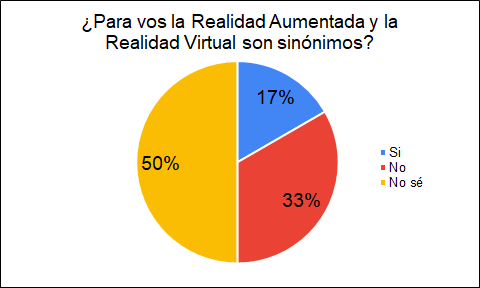 ¿Para vos la Realidad Aumentada y la
Realidad Virtual son sinónimos?
17%
50%
33%
Si
No
No sé